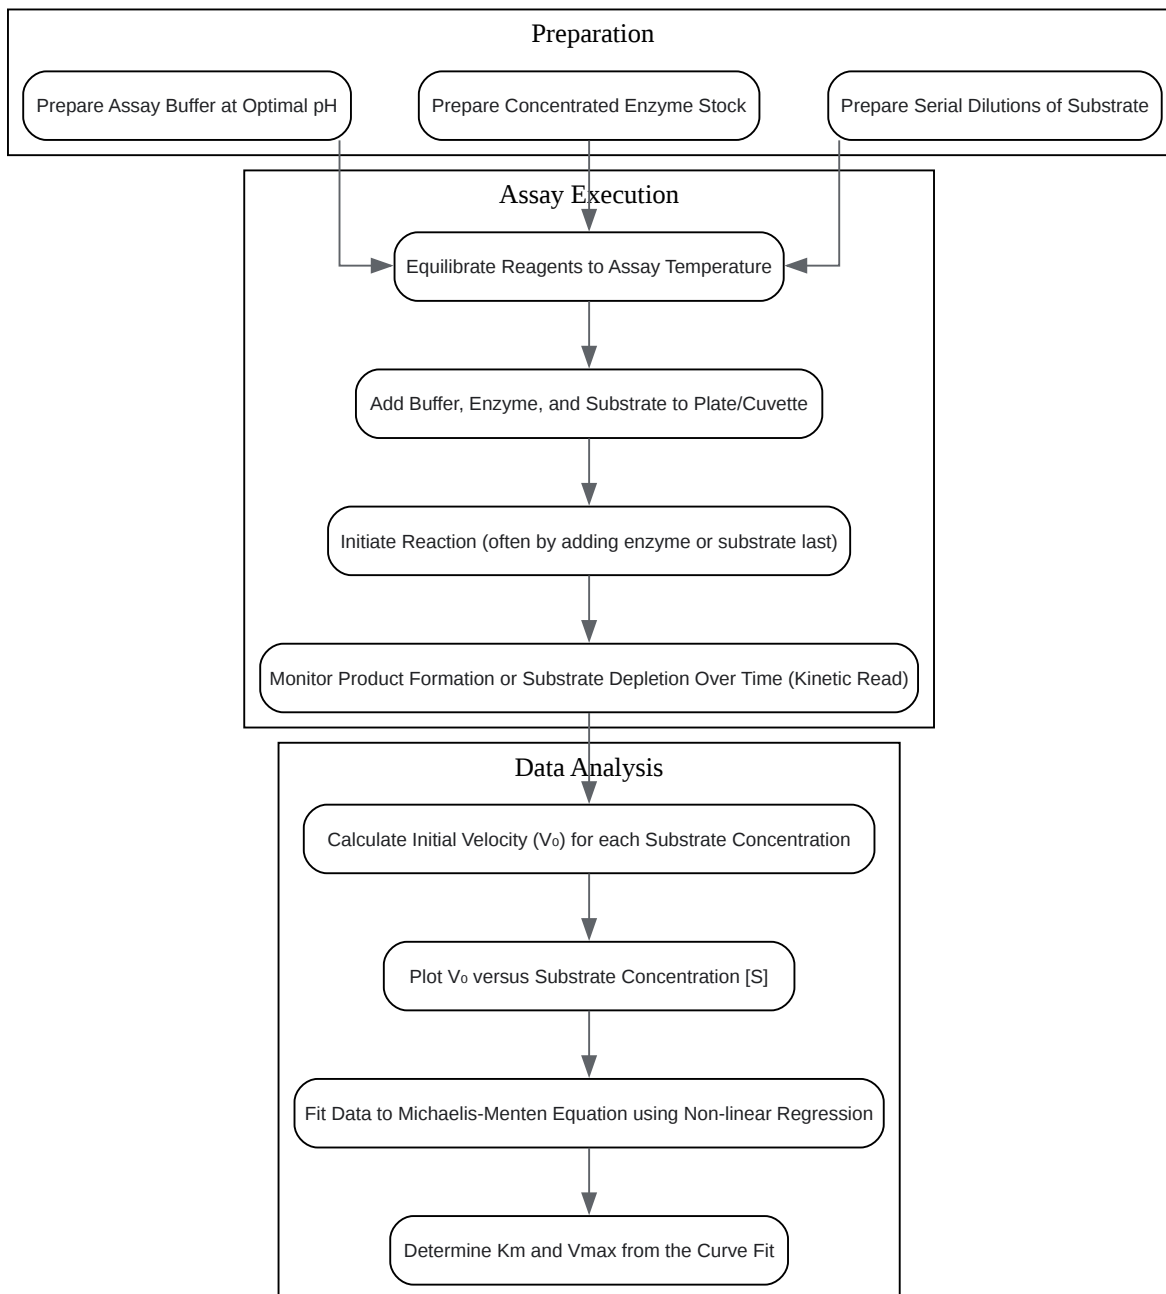 Preparation
Prepare Assay Buffer at Optimal pH
Prepare Concentrated Enzyme Stock
Prepare Serial Dilutions of Substrate
Assay Execution
Equilibrate Reagents to Assay Temperature
Add Buffer, Enzyme, and Substrate to Plate/Cuvette
Initiate Reaction (often by adding enzyme or substrate last)
Monitor Product Formation or Substrate Depletion Over Time (Kinetic Read)
Data Analysis
Calculate Initial Velocity (V₀) for each Substrate Concentration
Plot V₀ versus Substrate Concentration [S]
Fit Data to Michaelis-Menten Equation using Non-linear Regression
Determine Km and Vmax from the Curve Fit